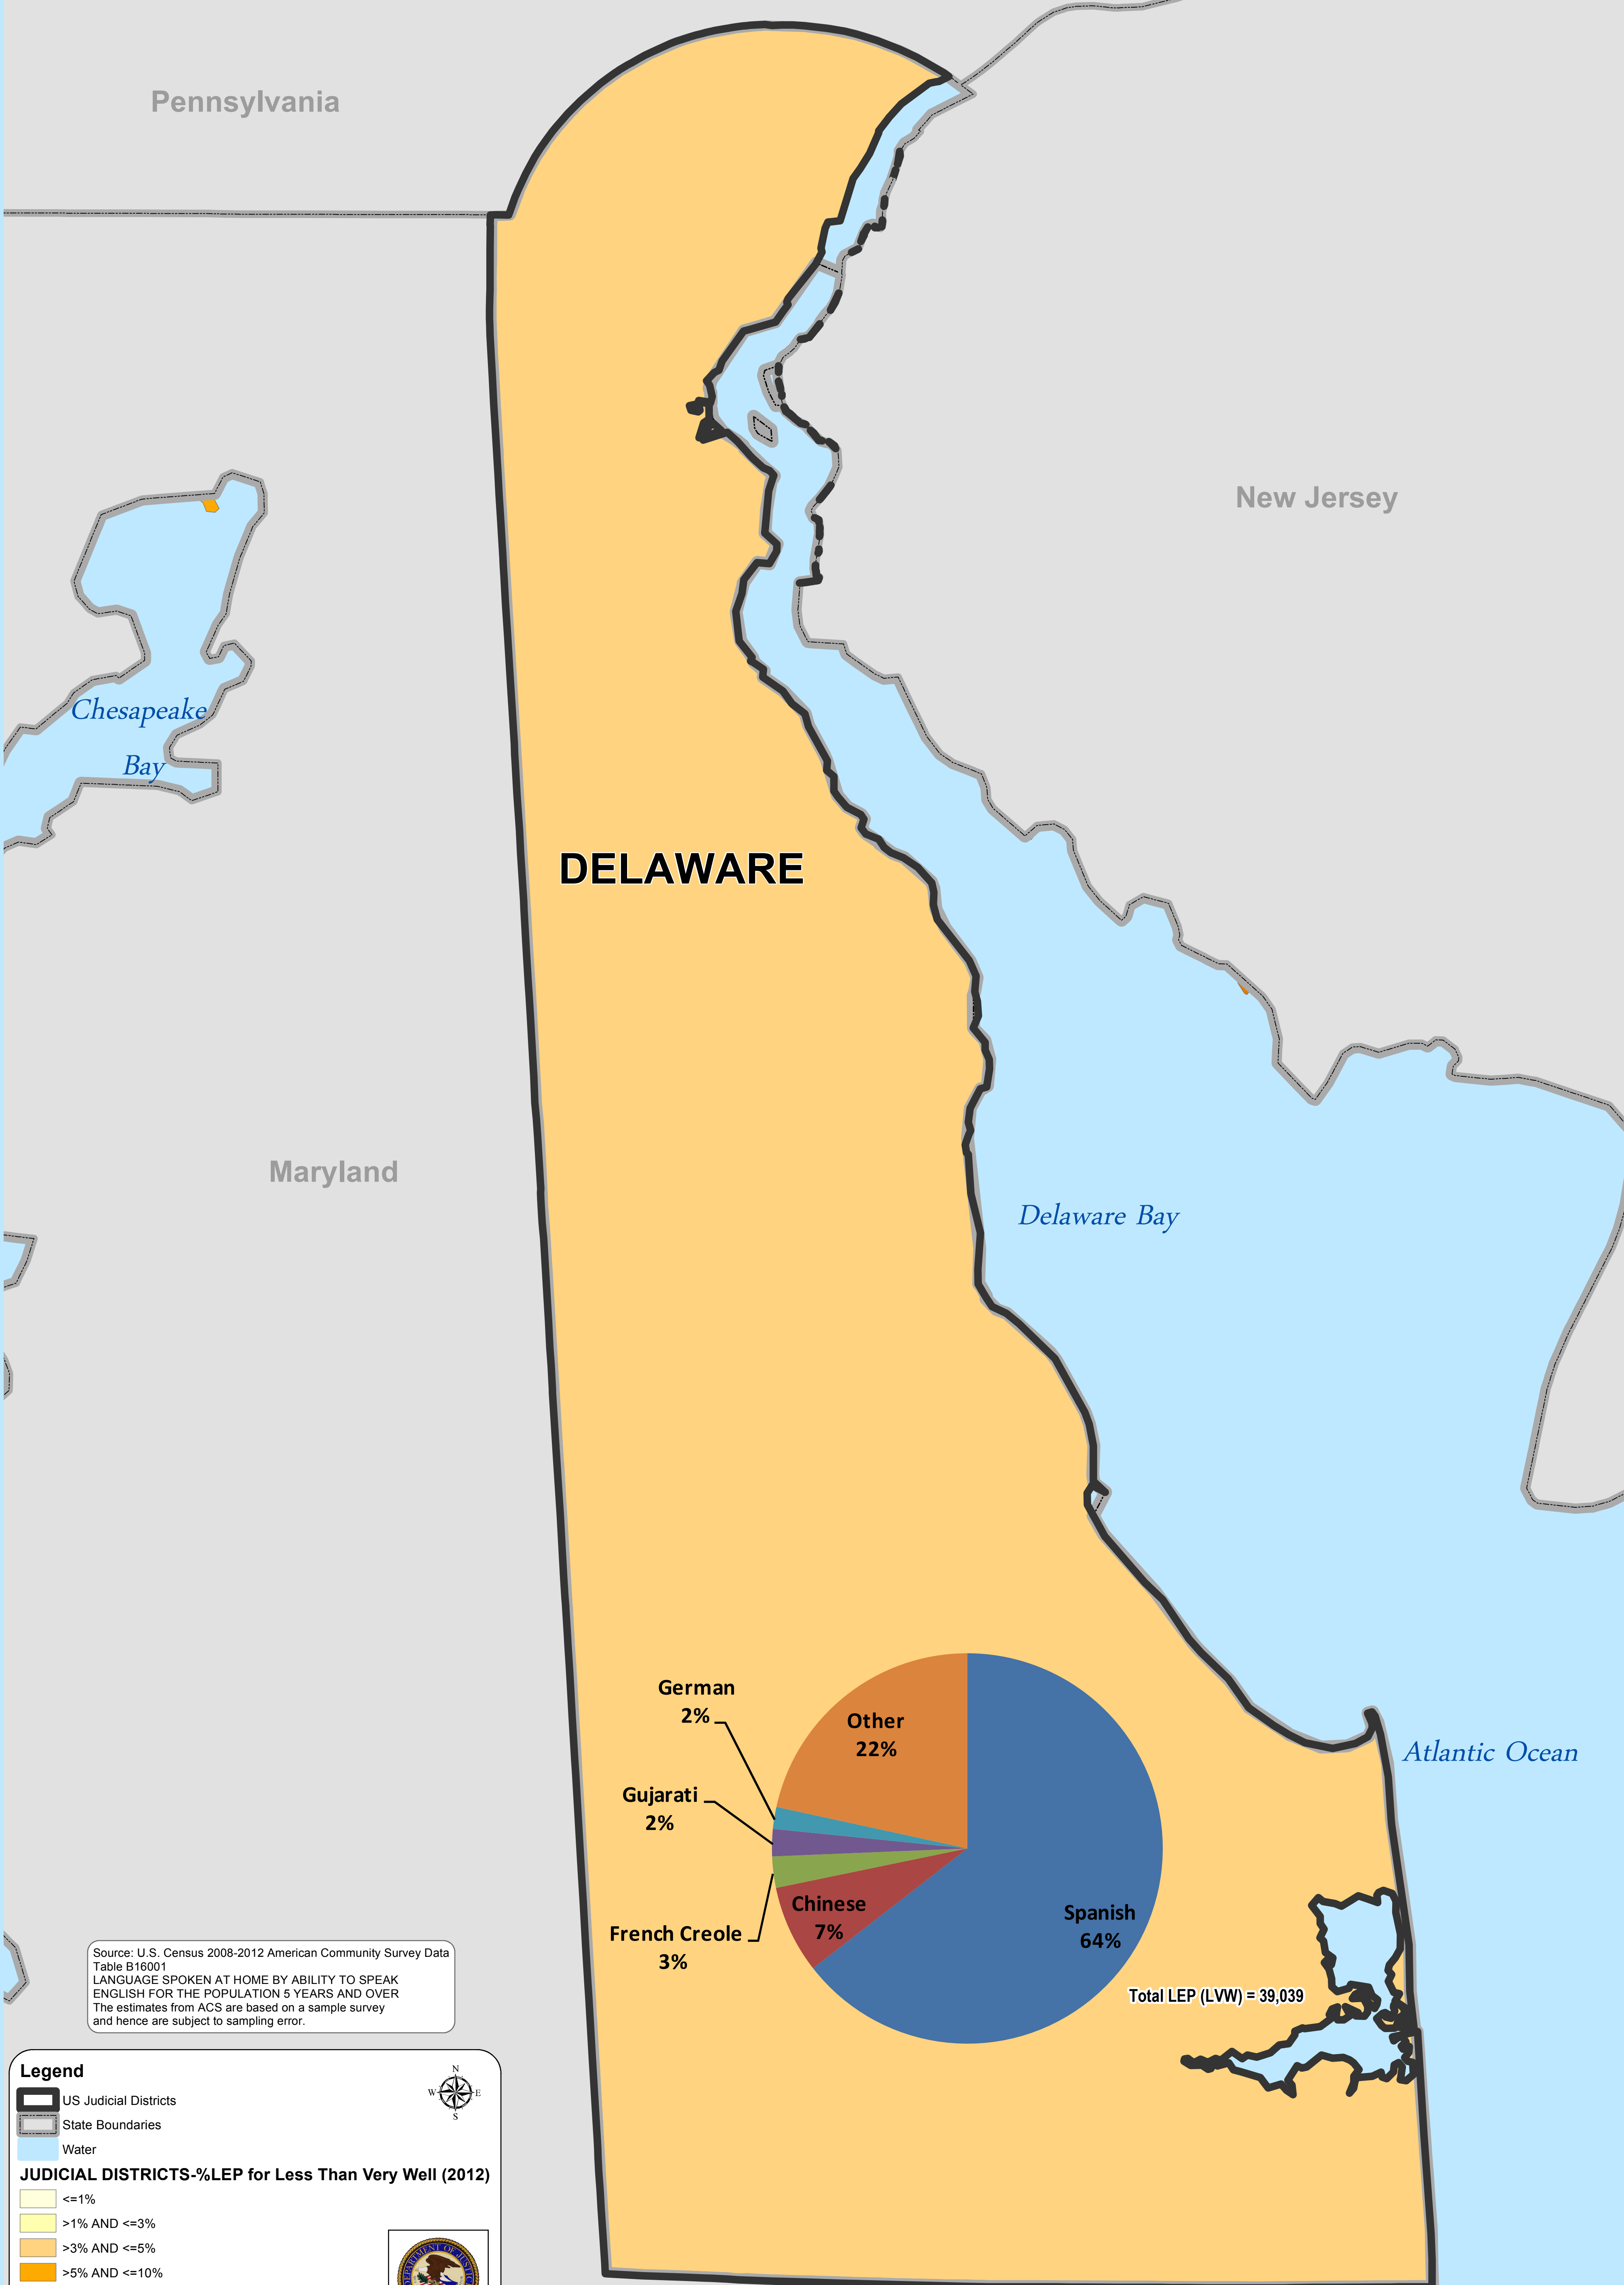 Pennsylvania
New Jersey
Chesapeake
Bay
DELAWARE
Maryland
Delaware Bay
German
2%
Other
22%
Atlantic Ocean
Gujarati
2%
Chinese
7%
Spanish
64%
French Creole
3%
Total LEP (LVW) = 39,039
Source: U.S. Census 2008-2012 American Community Survey Data
Table B16001
LANGUAGE SPOKEN AT HOME BY ABILITY TO SPEAK
ENGLISH FOR THE POPULATION 5 YEARS AND OVER
The estimates from ACS are based on a sample survey
and hence are subject to sampling error.
Legend
N
W E
S
US Judicial Districts
State Boundaries
Water
JUDICIAL DISTRICTS-%LEP for Less Than Very Well (2012)
<=1%
>1% AND <=3%
>3% AND <=5%
>5% AND <=10%
DEPARTMENT OF JUSTICE